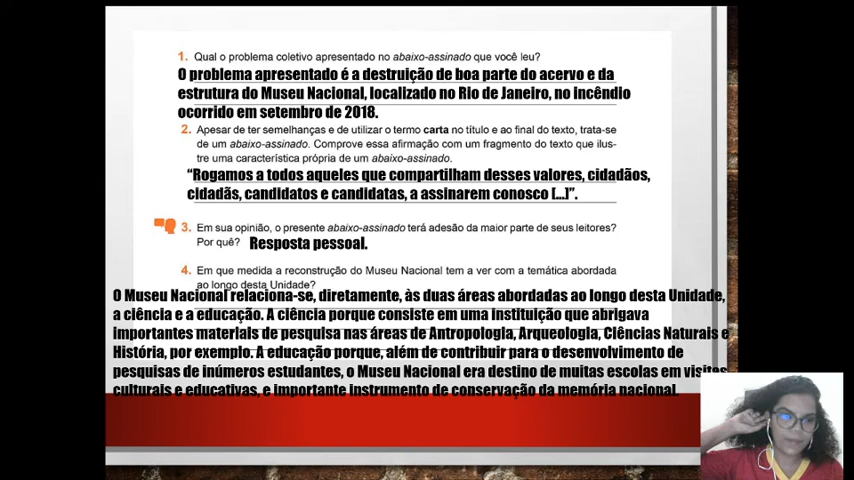 1. Qual o problema coletivo apresentado no abaixo-assinado que você leu?
O problema apresentado é a destruição de boa parte do acervo e da
estrutura do Museu Nacional, localizado no Rio de Janeiro, no incêndio
ocorrido em setembro de 2018.
2. Apesar de ter semelhanças e de utilizar o termo carta no título e ao final do texto, trata-se
de um abaixo-assinado. Comprove essa afirmação com um fragmento do texto que ilus-
tre uma característica própria de um abaixo-assinado.
“Rogamos a todos aqueles que compartilham desses valores, cidadãos,
cidadãs, candidatos e candidatas, a assinarem conosco [...]”.
3. Em sua opinião, o presente abaixo-assinado terá adesão da maior parte de seus leitores?
Por quê? Resposta pessoal.
4. Em que medida a reconstrução do Museu Nacional tem a ver com a temática abordada
ao longo desta Unidade?
O Museu Nacional relaciona-se, diretamente, às duas áreas abordadas ao longo desta Unidade,
a ciência e a educação. A ciência porque consiste em uma instituição que abrigava
importantes materiais de pesquisa nas áreas de Antropologia, Arqueologia, Ciências Naturais e
História, por exemplo. A educação porque, além de contribuir para o desenvolvimento de
pesquisas de inúmeros estudantes, o Museu Nacional era destino de muitas escolas em visitas
culturais e educativas, e importante instrumento de conservação da memória nacional.